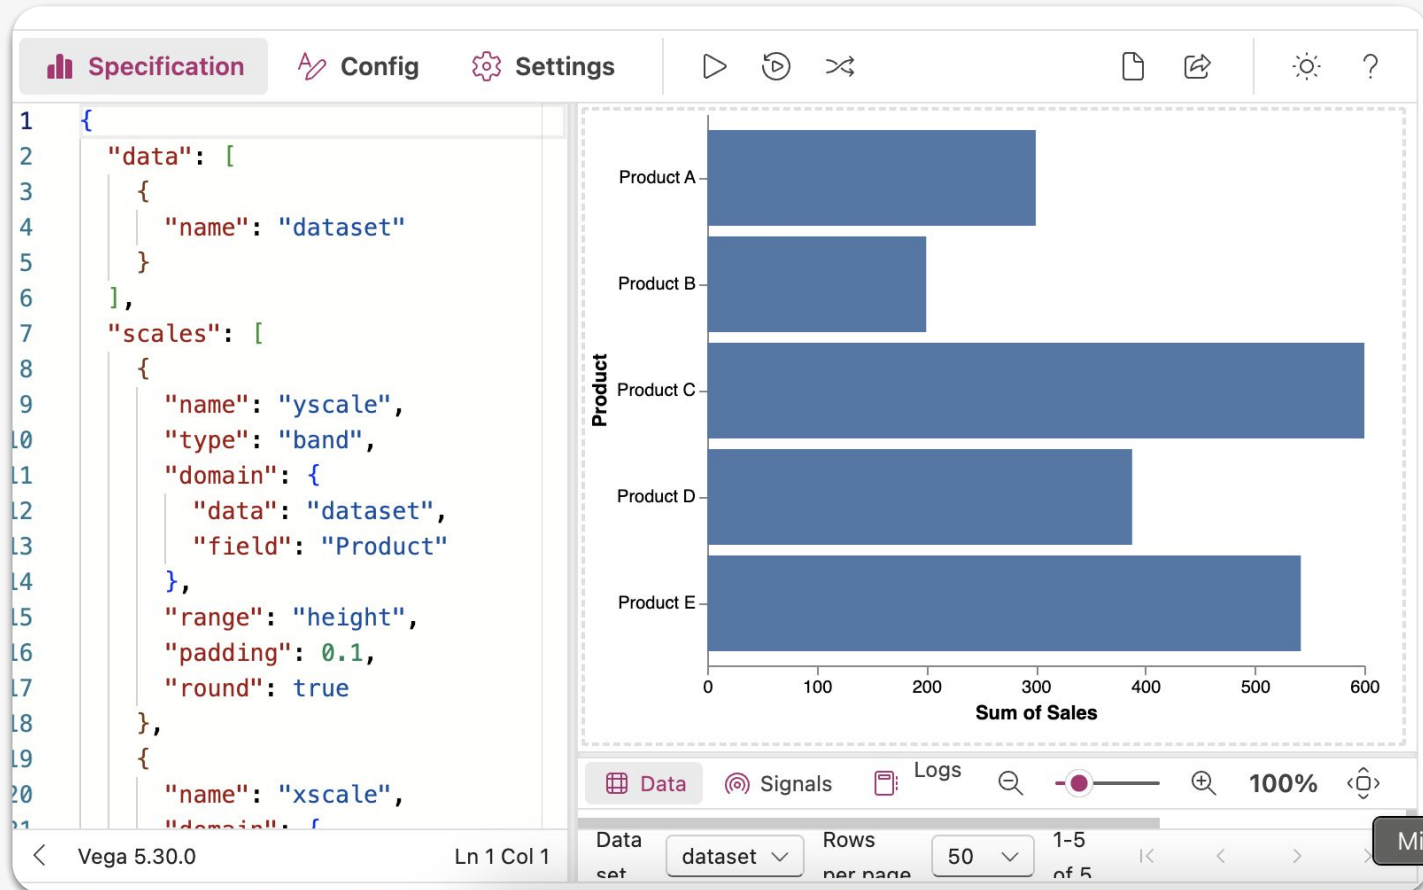 Specification
Config
Settings
?
1 {
2 "data": [
3 {
4 "name": "dataset"
5 }
6 ],
7 "scales": [
8 {
9 "name": "yscale",
10 "type": "band",
11 "domain": {
12 "data": "dataset",
13 "field": "Product"
14 },
15 "range": "height",
16 "padding": 0.1,
17 "round": true
18 },
19 {
20 "name": "xscale",
21 "domain": {
Vega 5.30.0
Ln 1 Col 1
Product
Product A
Product B
Product C
Product D
Product E
0 100 200 300 400 500 600
Sum of Sales
Data
Signals
Logs
100%
Data
set
dataset
Rows
per page
50
1-5
of 5
Mi